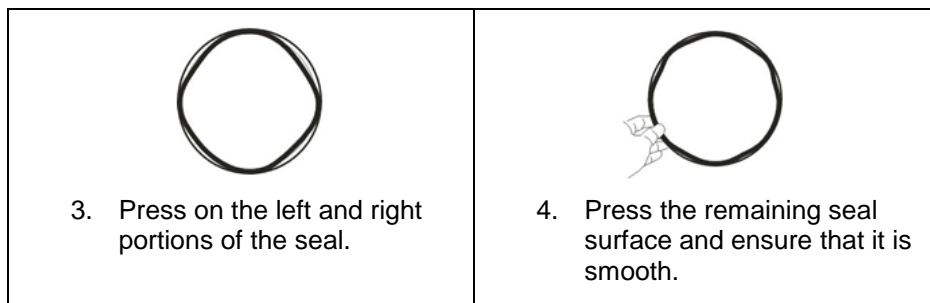 3. Press on the left and right
portions of the seal.
4. Press the remaining seal
surface and ensure that it is
smooth.